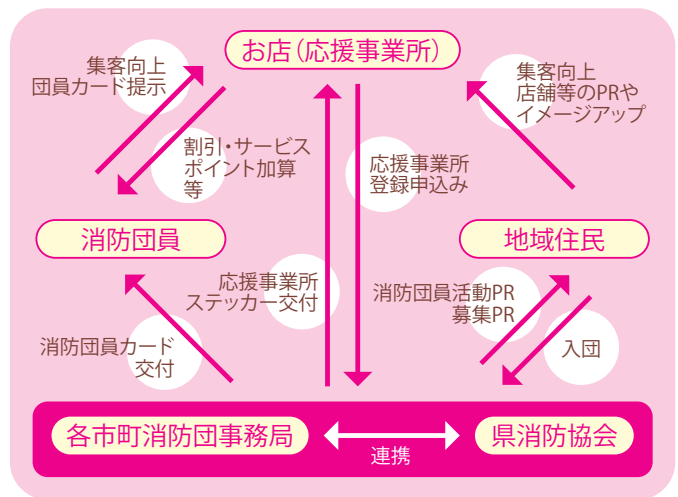 お店(応援事業所)
集客向上
団員カード提示
集客向上
店舗等のPRや
イメージアップ
割引・サービス
ポイント加算
等
応援事業所
登録申込み
消防団員
地域住民
応援事業所
ステッカー交付
消防団員活動PR
募集PR
消防団員カード
交付
入団
各市町消防団事務局
連携
県消防協会